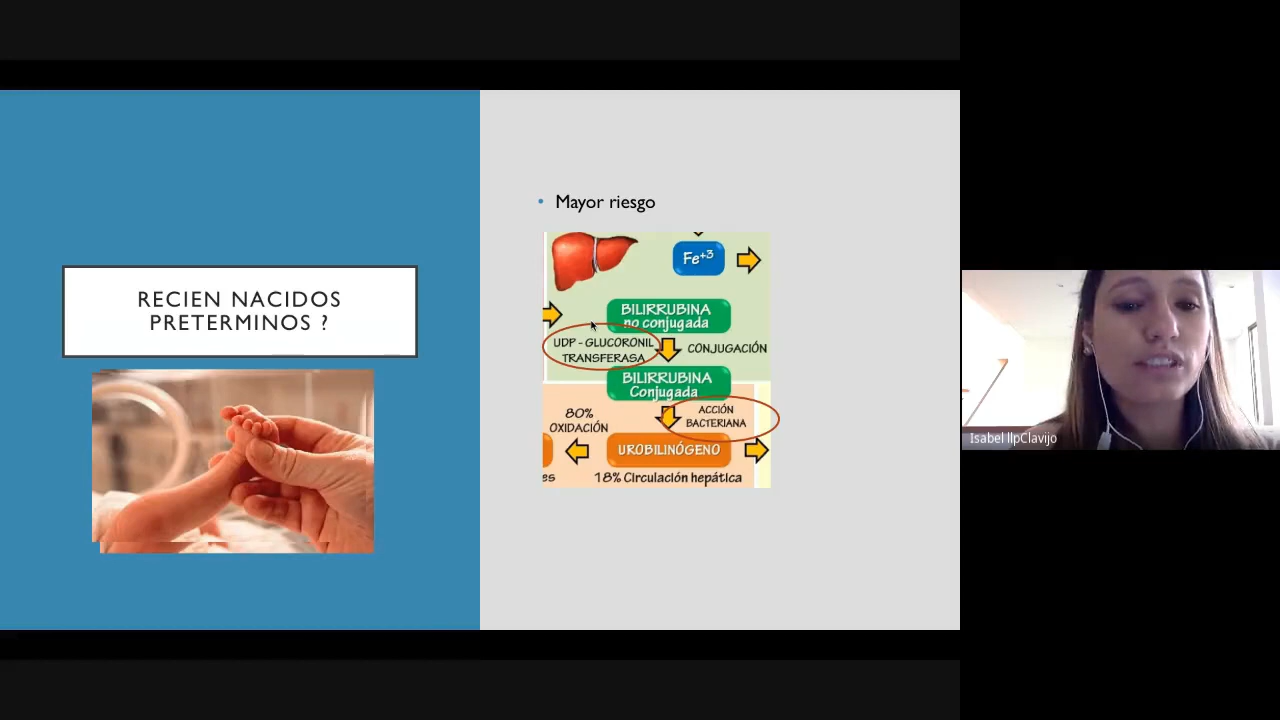 RECIEN NACIDOS
PRETERMINOS ?
• Mayor riesgo
Fe+3
BILIRRUBINA
no conjugada
UDP - GLUCORONIL
TRANSFERASA
CONJUGACIÓN
BILIRRUBINA
Conjugada
80%
OXIDACIÓN
ACCIÓN
BACTERIANA
UROBILINÓGENO
es
18% Circulación hepática
Isabel llpClavijo